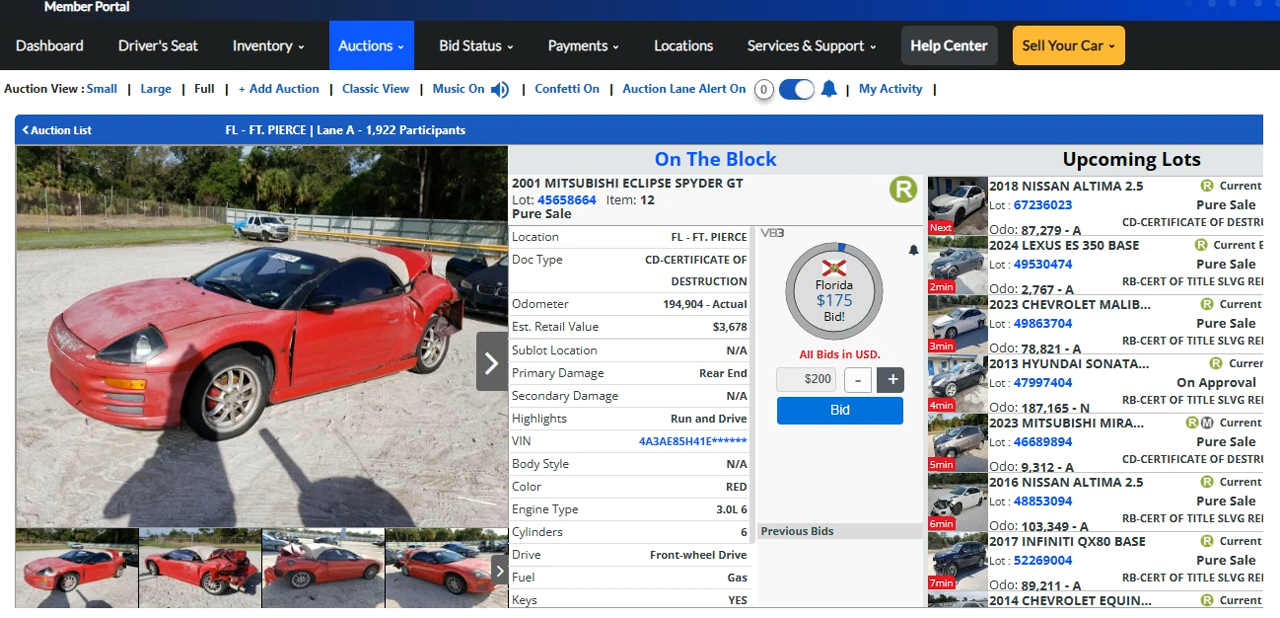 Member Portal
Dashboard Driver's Seat Inventory Auctions Bid Status Payments Locations Services & Support Help Center Sell Your Car
Auction View : Small | Large | Full | + Add Auction | Classic View | Music On | Confetti On | Auction Lane Alert On 0 | My Activity |
Auction List FL - FT. PIERCE | Lane A - 1,922 Participants
On The Block
2001 MITSUBISHI ECLIPSE SPYDER GT
R
Lot: 45658664 Item: 12
Pure Sale
Location FL - FT. PIERCE
Doc Type CD-CERTIFICATE OF
DESTRUCTION
Odometer 194,904 - Actual
Est. Retail Value $3,678
Sublot Location N/A
Primary Damage Rear End
Secondary Damage N/A
Highlights Run and Drive
VIN 4A3AE85H41E******
Body Style N/A
Color RED
Engine Type 3.0L 6
Cylinders 6
Drive Front-wheel Drive
Fuel Gas
Keys YES
VB3
Florida
$175
Bid!
All Bids in USD.
$200 - +
Bid
Previous Bids
Upcoming Lots
2018 NISSAN ALTIMA 2.5 R Current
Lot : 67236023 Pure Sale
Next Odo: 87,279 - A CD-CERTIFICATE OF DESTRU
2024 LEXUS ES 350 BASE R Current E
Lot : 49530474 Pure Sale
2min Odo: 2,767 - A RB-CERT OF TITLE SLVG REI
2023 CHEVROLET MALIB... R Current
Lot : 49863704 Pure Sale
3min Odo: 78,821 - A RB-CERT OF TITLE SLVG REI
2013 HYUNDAI SONATA... R Curren
Lot : 47997404 On Approval
4min Odo: 187,165 - N RB-CERT OF TITLE SLVG REI
2023 MITSUBISHI MIRA... R M Current
Lot : 46689894 Pure Sale
5min Odo: 9,312 - A CD-CERTIFICATE OF DESTRU
2016 NISSAN ALTIMA 2.5 R Current
Lot : 48853094 Pure Sale
6min Odo: 103,349 - A RB-CERT OF TITLE SLVG REI
2017 INFINITI QX80 BASE R Current
Lot : 52269004 Pure Sale
7min Odo: 89,211 - A RB-CERT OF TITLE SLVG REI
2014 CHEVROLET EQUIN... R Current